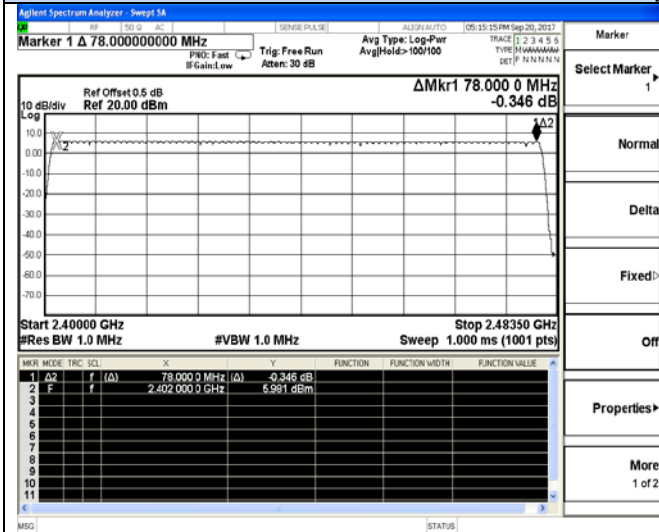 Agilent Spectrum Analyzer - Swept SA
RF 50 Ω AC SENSE:PULSE ALIGNAUTO 05:15:15 PM Sep 20, 2017
Marker 1 Δ 78.000000000 MHz
PNO: Fast
IFGain:Low
Trig: Free Run
Atten: 30 dB
Avg Type: Log-Pwr
Avg|Hold>100/100
TRACE 1 2 3 4 5 6
TYPE MWWWWW
DET P N N N N N
ΔMkr1 78.000 0 MHz
-0.346 dB
Ref Offset 0.5 dB
10 dB/div Ref 20.00 dBm
Log
1Δ2
10.0
2
0.00
-10.0
-20.0
-30.0
-40.0
-50.0
-60.0
-70.0
Start 2.40000 GHz Stop 2.48350 GHz
#Res BW 1.0 MHz #VBW 1.0 MHz Sweep 1.000 ms (1001 pts)
MKR MODE TRC SCL X Y FUNCTION FUNCTION WIDTH FUNCTION VALUE
1 Δ2 f (Δ) 78.000 0 MHz (Δ) -0.346 dB
2 F f 2.402 000 0 GHz 5.981 dBm
3
4
5
6
7
8
9
10
11
MSG STATUS
Marker
Select Marker
1
Normal
Delta
Fixed
Off
Properties
More
1 of 2